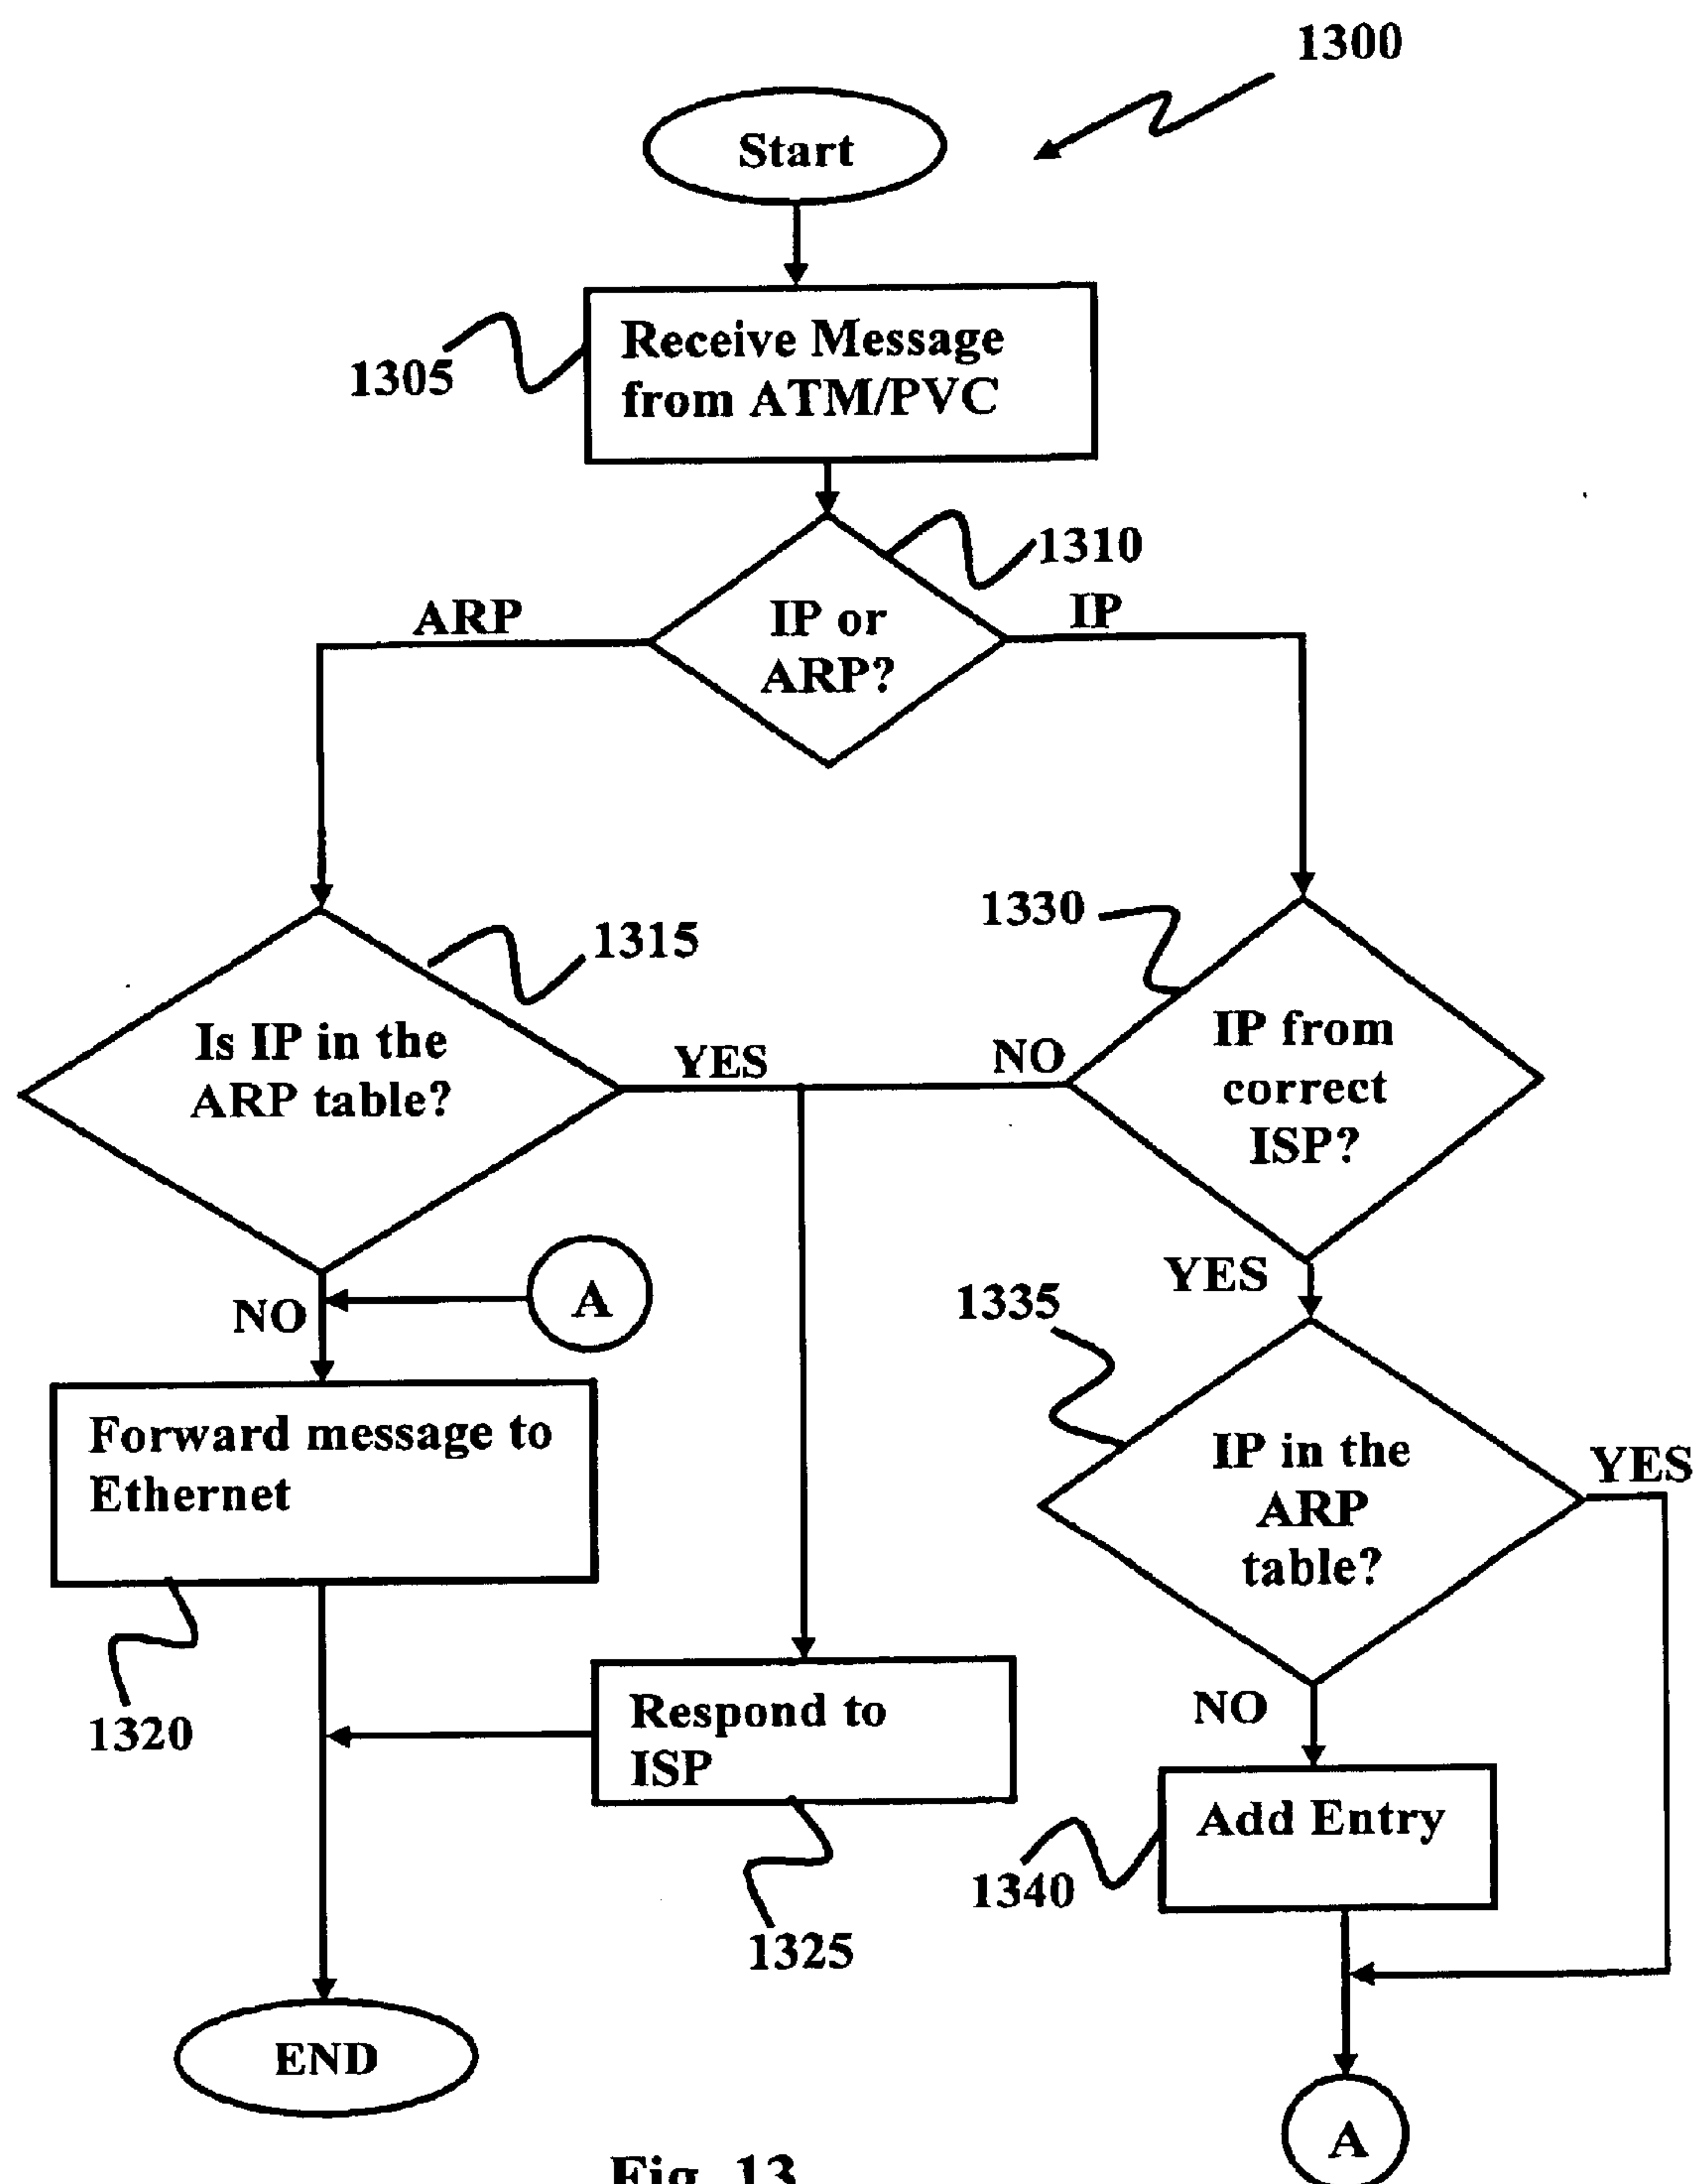 1300
Start
Receive Message
from ATM/PVC
1305
1310
ARP
IP or
ARP?
IP
1315
1330
Is IP in the
ARP table?
YES
NO
IP from
correct
ISP?
YES
A
NO
1335
Forward message to
Ethernet
IP in the
ARP
table?
YES
1320
Respond to
ISP
NO
Add Entry
1340
1325
END
A
Fig. 13